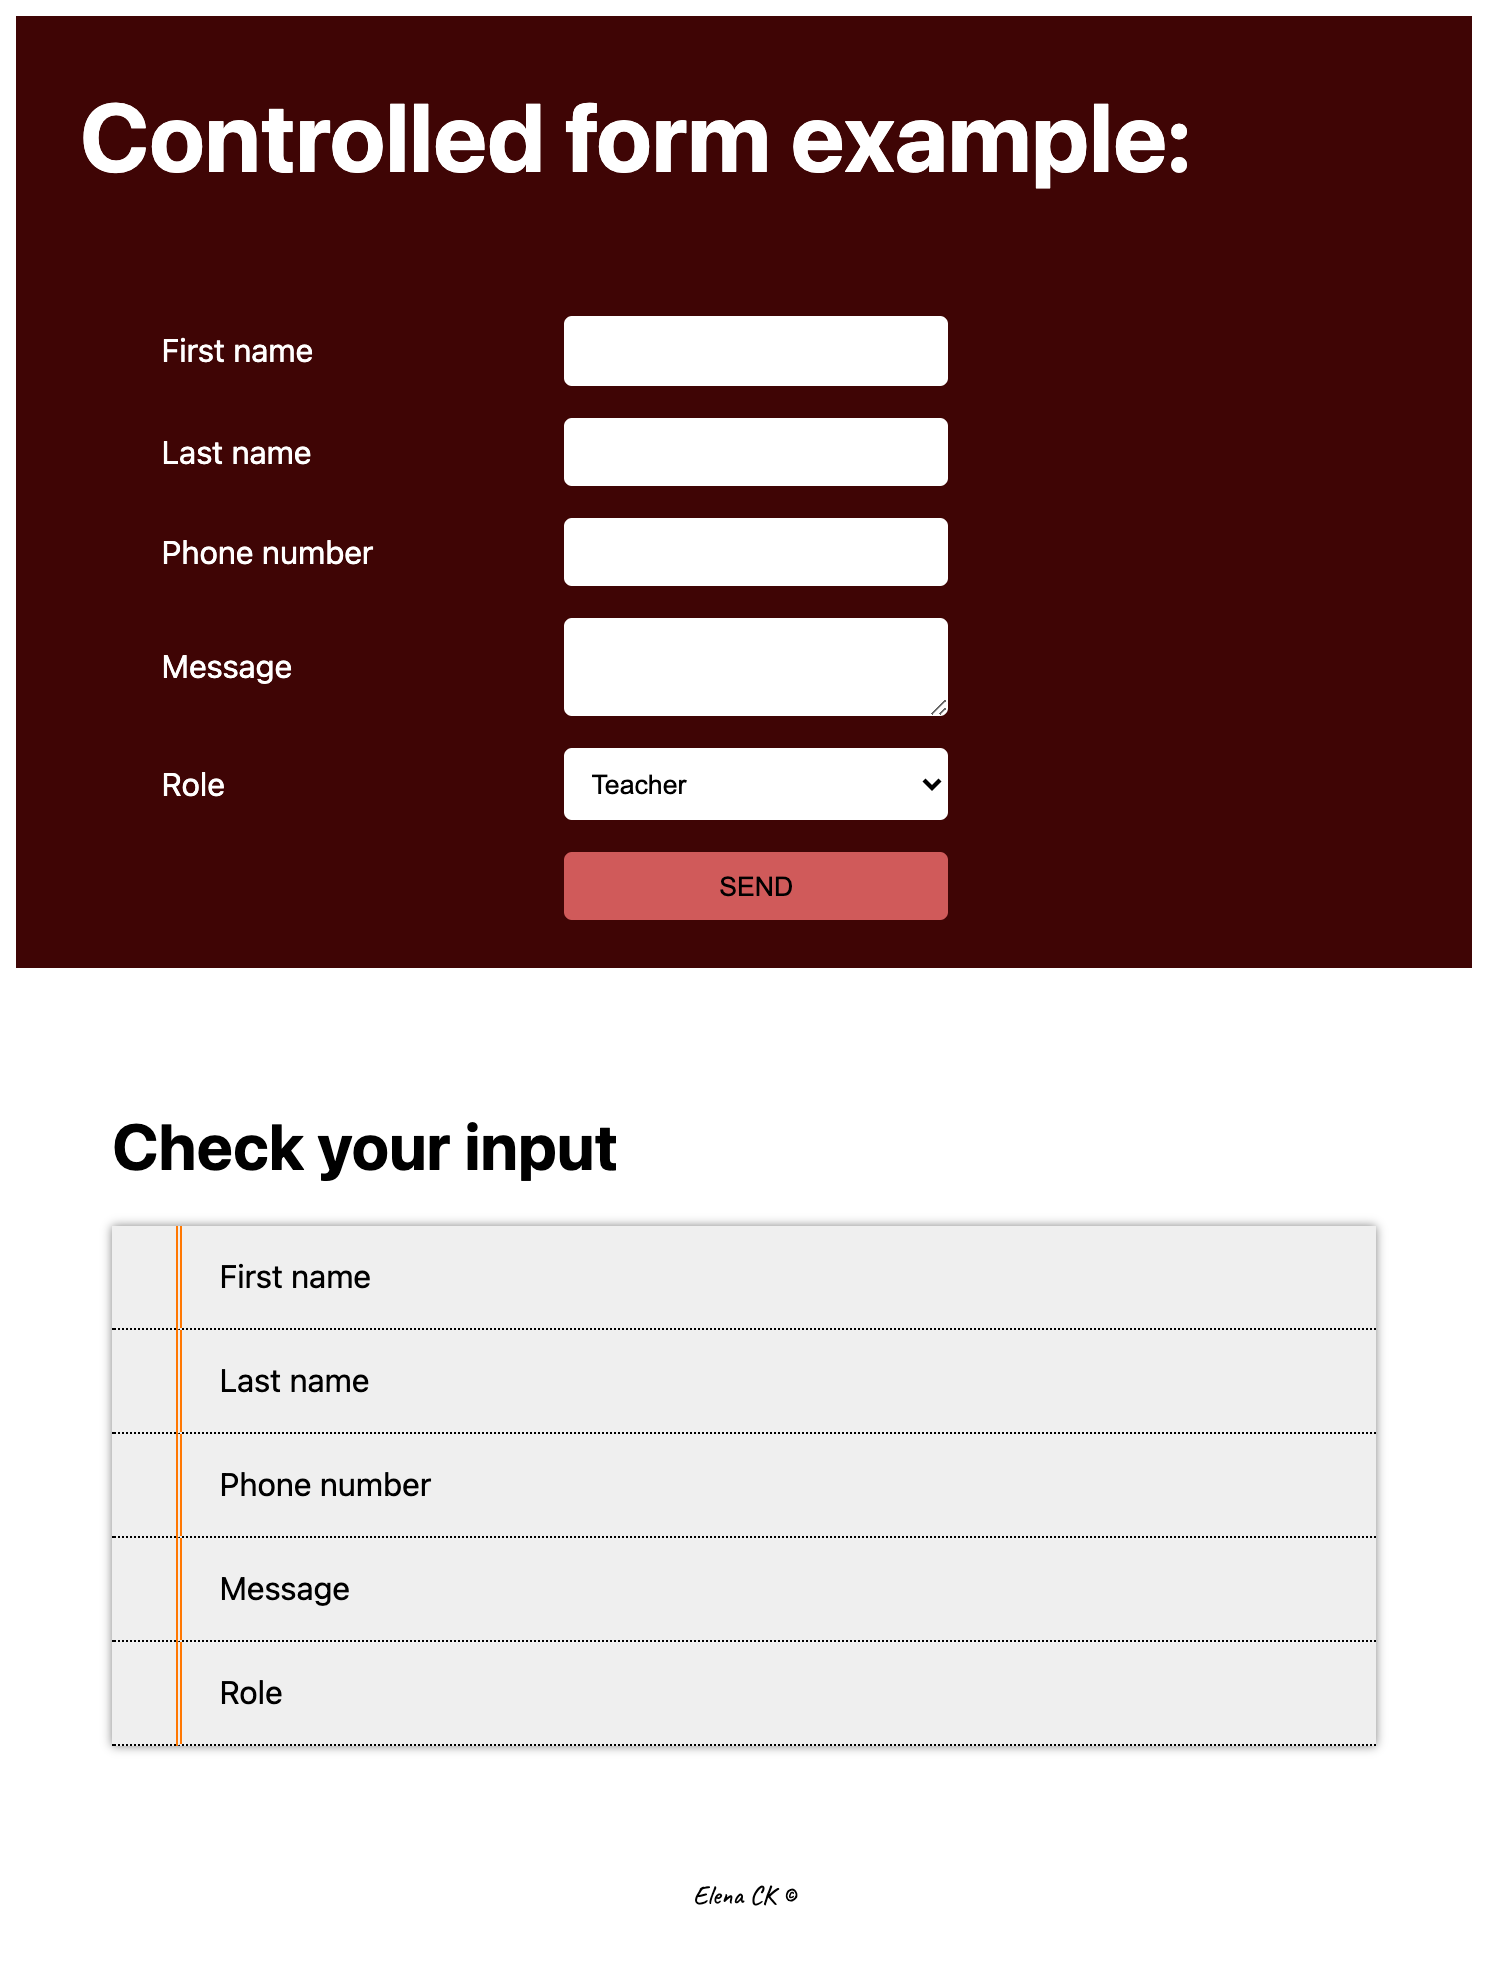 Controlled form example:
First name
Last name
Phone number
Message
Role
Teacher
SEND
Check your input
First name
Last name
Phone number
Message
Role
Elena CK ©